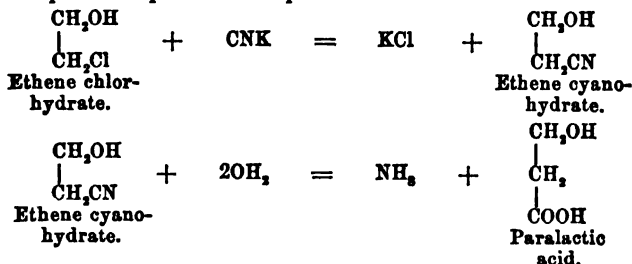 CH₂OH CH₂OH
+ CNK = KCl +
CH₂Cl CH₂CN
Ethene chlor- Ethene cyano-
hydrate. hydrate.
CH₂OH
CH₂OH
+ 2OH₂ = NH₃ + CH₂
CH₂CN
Ethene cyano- COOH
hydrate. Paralactic
acid.